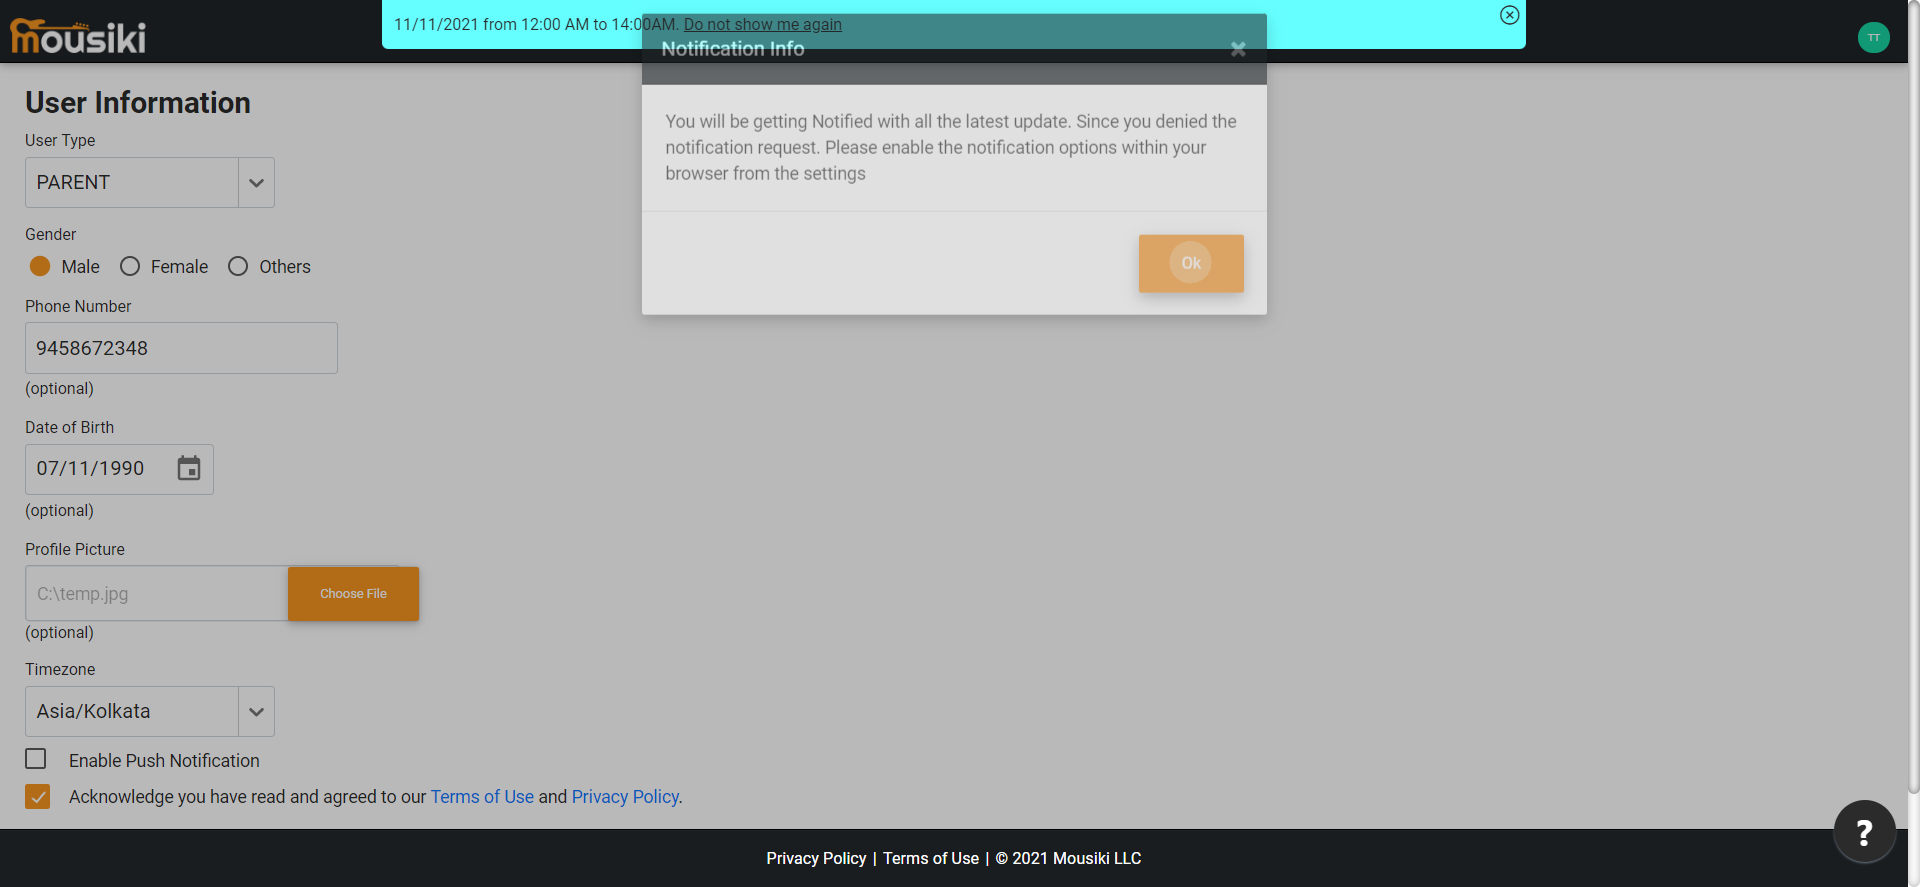 mousiki
11/11/2021 from 12:00 AM to 14:00AM. Do not show me again
TT
Notification Info
You will be getting Notified with all the latest update. Since you denied the
notification request. Please enable the notification options within your
browser from the settings
Ok
User Information
User Type
PARENT
Gender
Male Female Others
Phone Number
9458672348
(optional)
Date of Birth
07/11/1990
(optional)
Profile Picture
C:\temp.jpg Choose File
(optional)
Timezone
Asia/Kolkata
Enable Push Notification
Acknowledge you have read and agreed to our Terms of Use and Privacy Policy.
?
Privacy Policy | Terms of Use | © 2021 Mousiki LLC